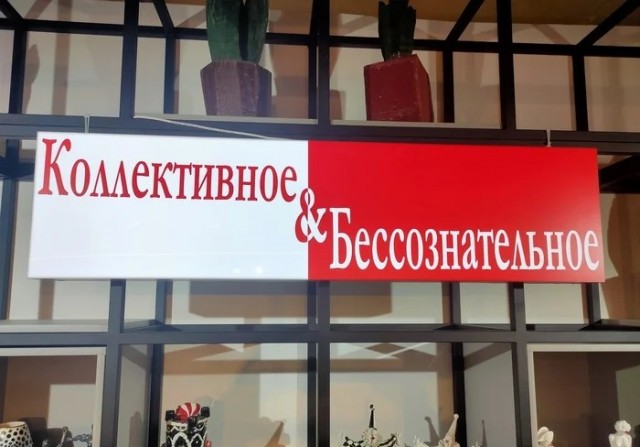 Коллективное
&
Бессознательное